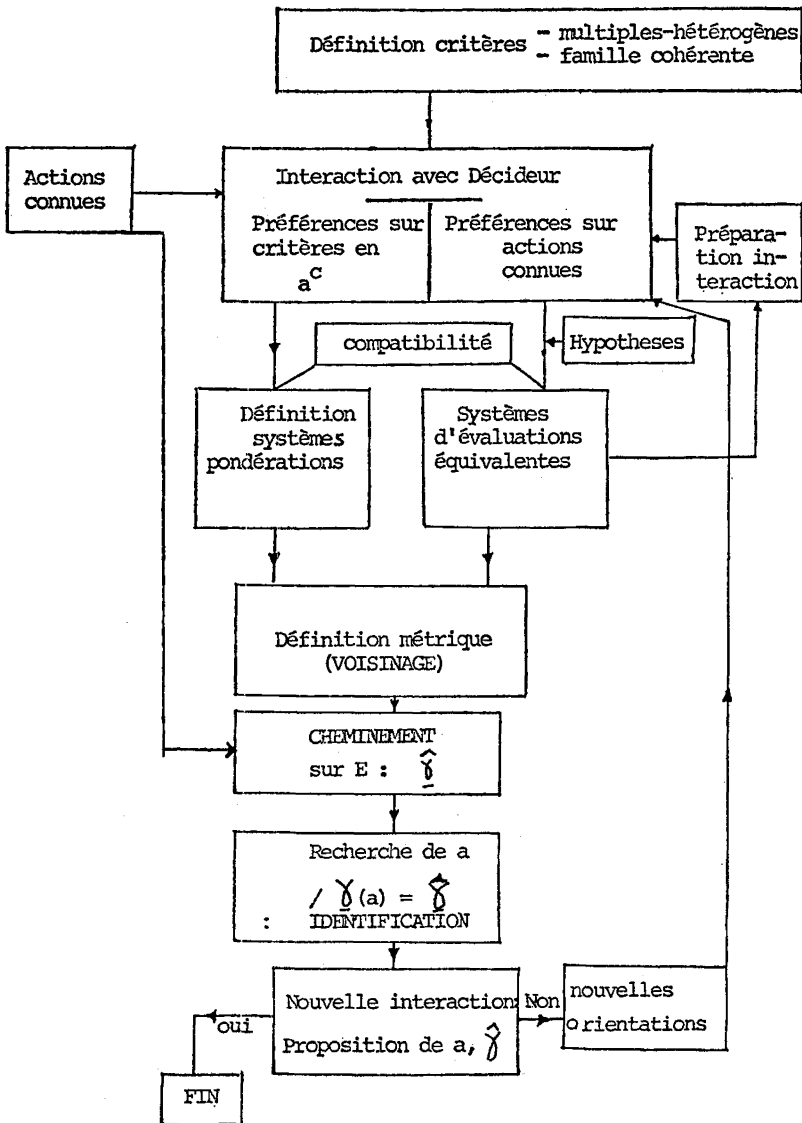 Définition critères
- multiples-hétérogènes
- famille cohérante
Actions
connues
Interaction avec Décideur
Préférences sur
critères en
a^c
Préférences sur
actions
connues
Prépara-
tion in-
teraction
compatibilité
Hypotheses
Définition
systèmes
pondérations
Systèmes
d'évaluations
équivalentes
Définition métrique
(VOISINAGE)
CHEMINEMENT
sur E : γ̲̂
Recherche de a
/ γ̲(a) = γ̲̂
: IDENTIFICATION
Nouvelle interaction:
Proposition de a, γ̂
Non
nouvelles
orientations
oui
FIN